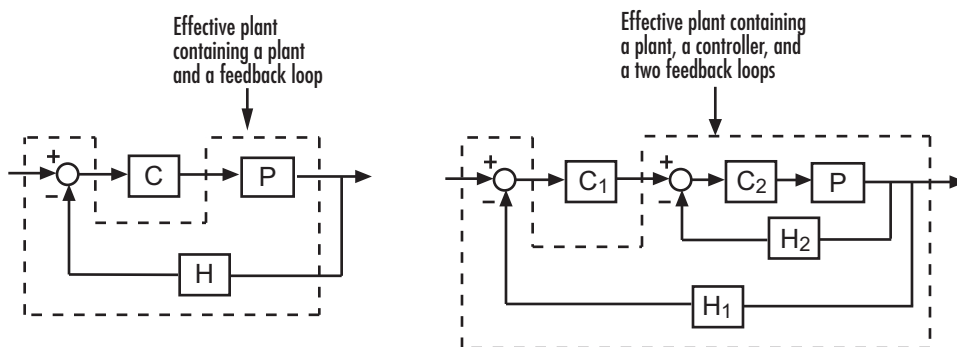 Effective plant
containing a plant
and a feedback loop
+
−
C
P
H
Effective plant containing
a plant, a controller, and
a two feedback loops
+
−
C₁
+
−
C₂
P
H₂
H₁